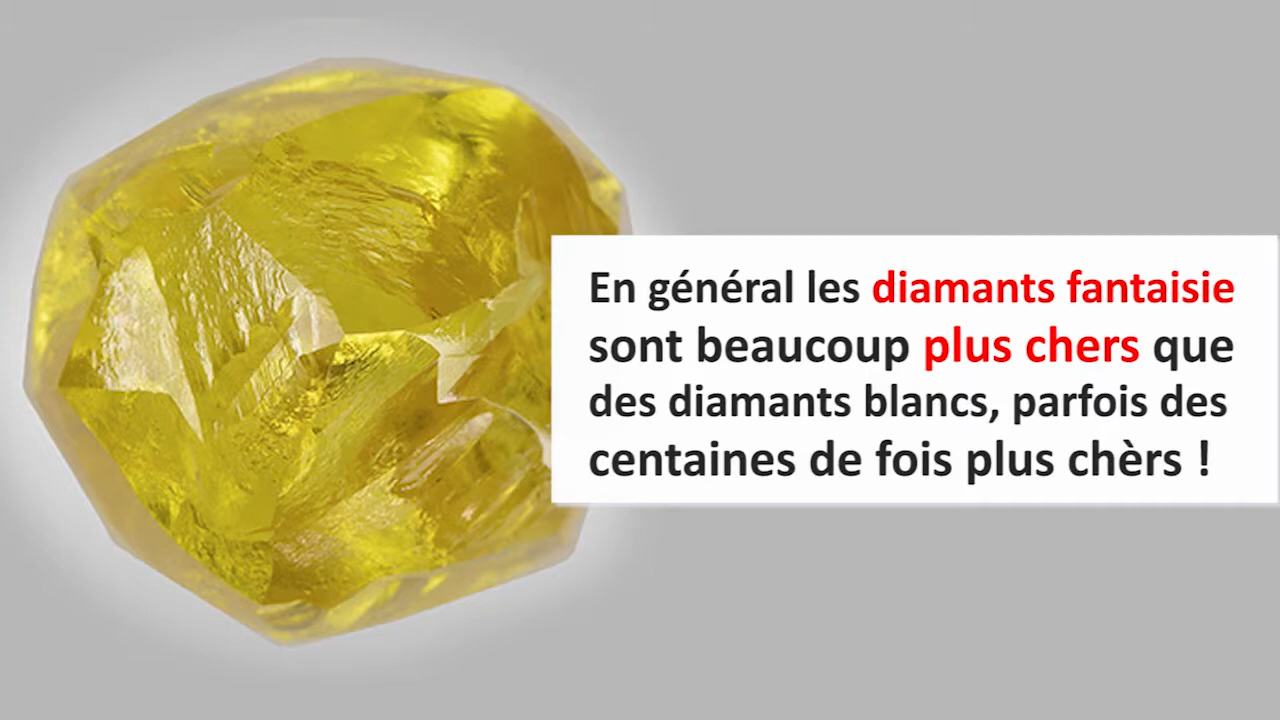 En général les diamants fantaisie
sont beaucoup plus chers que
des diamants blancs, parfois des
centaines de fois plus chèrs !